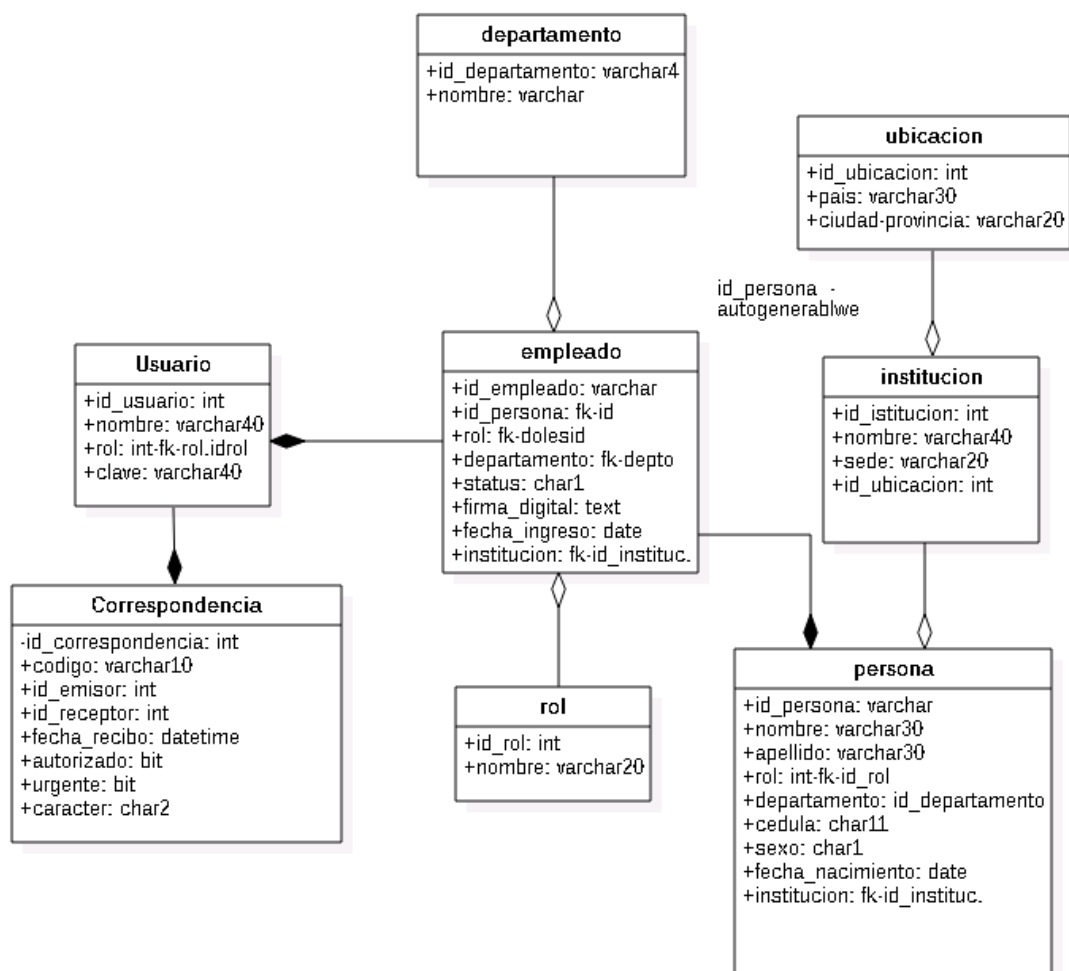 departamento
+id_departamento: varchar4
+nombre: varchar
ubicacion
+id_ubicacion: int
+pais: varchar30
+ciudad-provincia: varchar20
id_persona -
autogenerablwe
Usuario
+id_usuario: int
+nombre: varchar40
+rol: int-fk-rol.idrol
+clave: varchar40
empleado
+id_empleado: varchar
+id_persona: fk-id
+rol: fk-dolesid
+departamento: fk-depto
+status: char1
+firma_digital: text
+fecha_ingreso: date
+institucion: fk-id_instituc.
institucion
+id_istitucion: int
+nombre: varchar40
+sede: varchar20
+id_ubicacion: int
Correspondencia
-id_correspondencia: int
+codigo: varchar10
+id_emisor: int
+id_receptor: int
+fecha_recibo: datetime
+autorizado: bit
+urgente: bit
+caracter: char2
rol
+id_rol: int
+nombre: varchar20
persona
+id_persona: varchar
+nombre: varchar30
+apellido: varchar30
+rol: int-fk-id_rol
+departamento: id_departamento
+cedula: char11
+sexo: char1
+fecha_nacimiento: date
+institucion: fk-id_instituc.